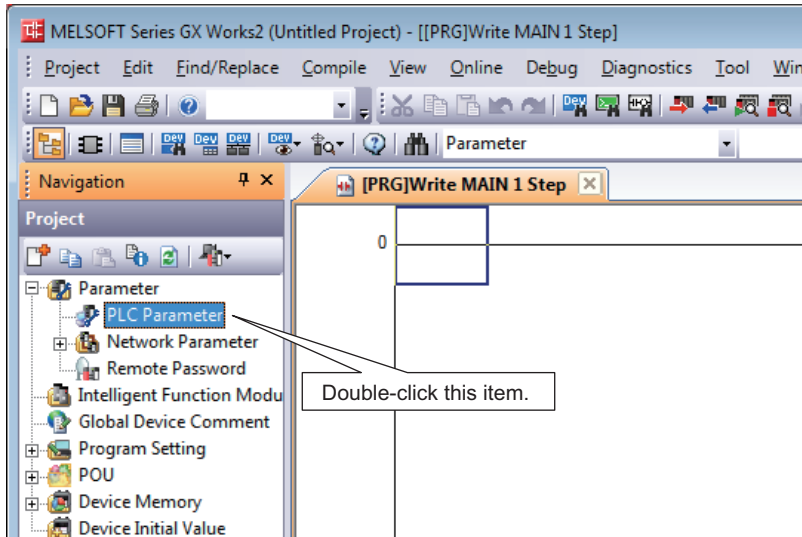 MELSOFT Series GX Works2 (Untitled Project) - [[PRG]Write MAIN 1 Step]
Project Edit Find/Replace Compile View Online Debug Diagnostics Tool Win
Parameter
Navigation
[PRG]Write MAIN 1 Step
Project
0
Parameter
PLC Parameter
Network Parameter
Remote Password
Double-click this item.
Intelligent Function Modu
Global Device Comment
Program Setting
POU
Device Memory
Device Initial Value